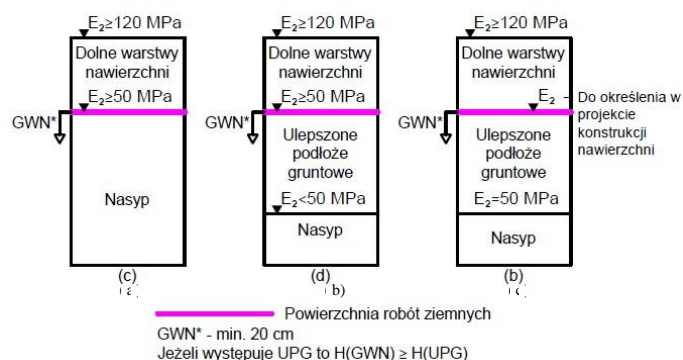 E₂≥120 MPa
Dolne warstwy
nawierzchni
E₂≥50 MPa
GWN*
Nasyp
(c)
(a)
E₂≥120 MPa
Dolne warstwy
nawierzchni
E₂≥50 MPa
GWN*
Ulepszone
podłoże
gruntowe
E₂<50 MPa
Nasyp
(d)
(b)
E₂≥120 MPa
Dolne warstwy
nawierzchni
E₂ - Do określenia w
projekcie
konstrukcji
nawierzchni
GWN*
Ulepszone
podłoże
gruntowe
E₂=50 MPa
Nasyp
(b)
(c)
Powierzchnia robót ziemnych
GWN* - min. 20 cm
Jeżeli występuje UPG to H(GWN) ≥ H(UPG)